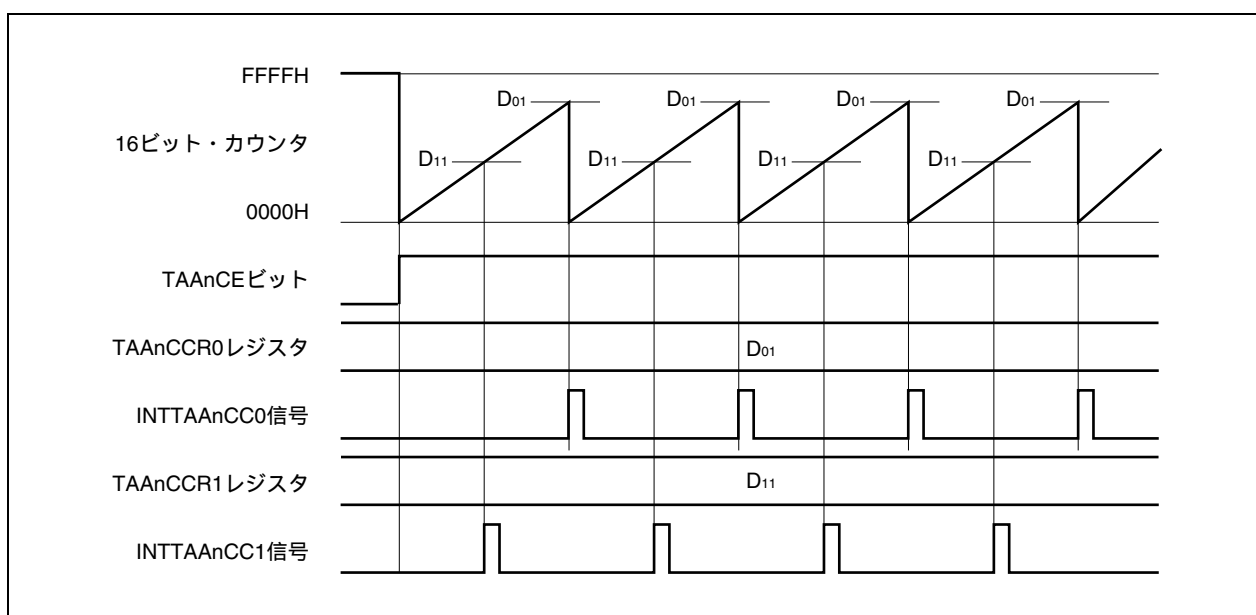 FFFFH
D01 D01 D01 D01
16ビット・カウンタ
D11 D11 D11 D11
0000H
TAAnCEビット
TAAnCCR0レジスタ D01
INTTAAnCC0信号
TAAnCCR1レジスタ D11
INTTAAnCC1信号